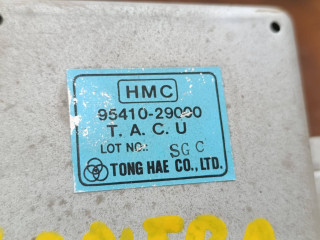 HMC
95410-29000
T. A. C. U
LOT NO.: SGC
TONG HAE CO., LTD.